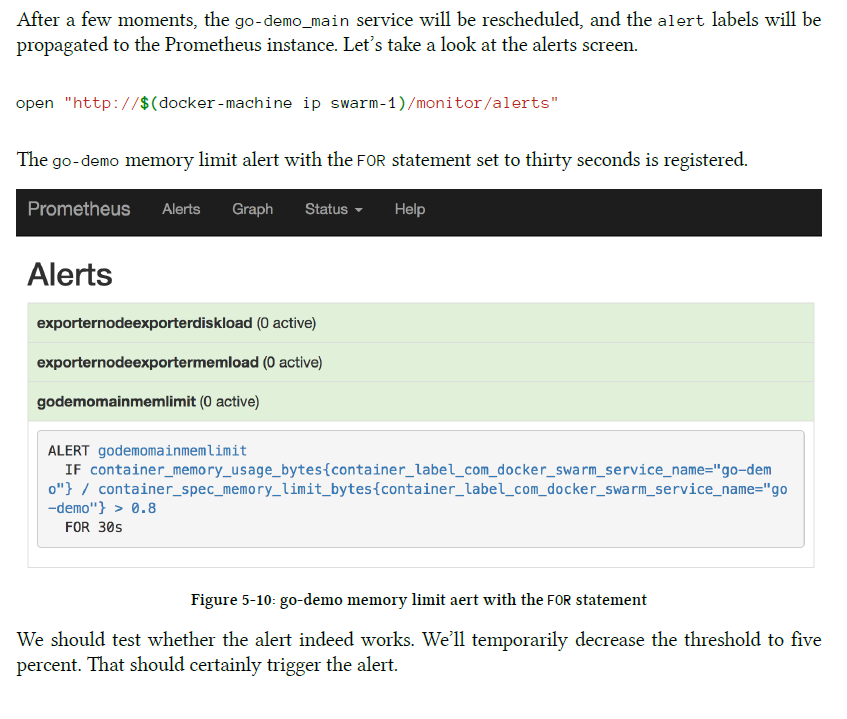 After a few moments, the go-demo_main service will be rescheduled, and the alert labels will be
propagated to the Prometheus instance. Let's take a look at the alerts screen.
open "http://$(docker-machine ip swarm-1)/monitor/alerts"
The go-demo memory limit alert with the FOR statement set to thirty seconds is registered.
Prometheus Alerts Graph Status Help
Alerts
exporternodeexporterdiskload (0 active)
exporternodeexportermemload (0 active)
godemomainmemlimit (0 active)
ALERT godemomainmemlimit
IF container_memory_usage_bytes{container_label_com_docker_swarm_service_name="go-dem
o"} / container_spec_memory_limit_bytes{container_label_com_docker_swarm_service_name="go
-demo"} > 0.8
FOR 30s
Figure 5-10: go-demo memory limit aert with the FOR statement
We should test whether the alert indeed works. We'll temporarily decrease the threshold to five
percent. That should certainly trigger the alert.